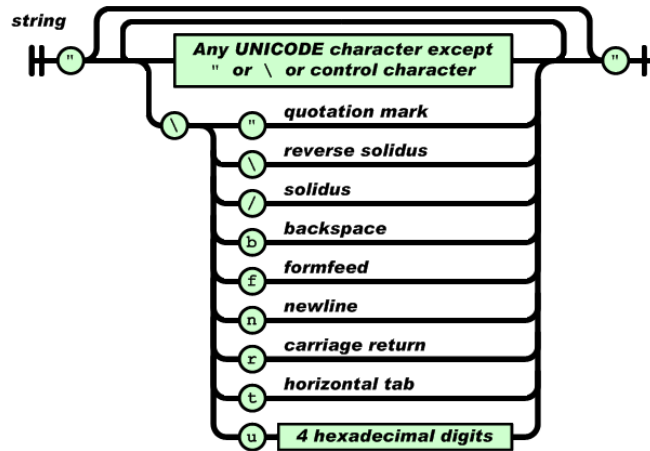 string
" Any UNICODE character except "
" or \ or control character
\ " quotation mark
\ reverse solidus
/ solidus
b backspace
f formfeed
n newline
r carriage return
t horizontal tab
u 4 hexadecimal digits